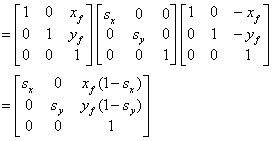 = [1 0 x_f; 0 1 y_f; 0 0 1] [s_x 0 0; 0 s_y 0; 0 0 1] [1 0 -x_f; 0 1 -y_f; 0 0 1]
= [s_x 0 x_f(1-s_x); 0 s_y y_f(1-s_y); 0 0 1]